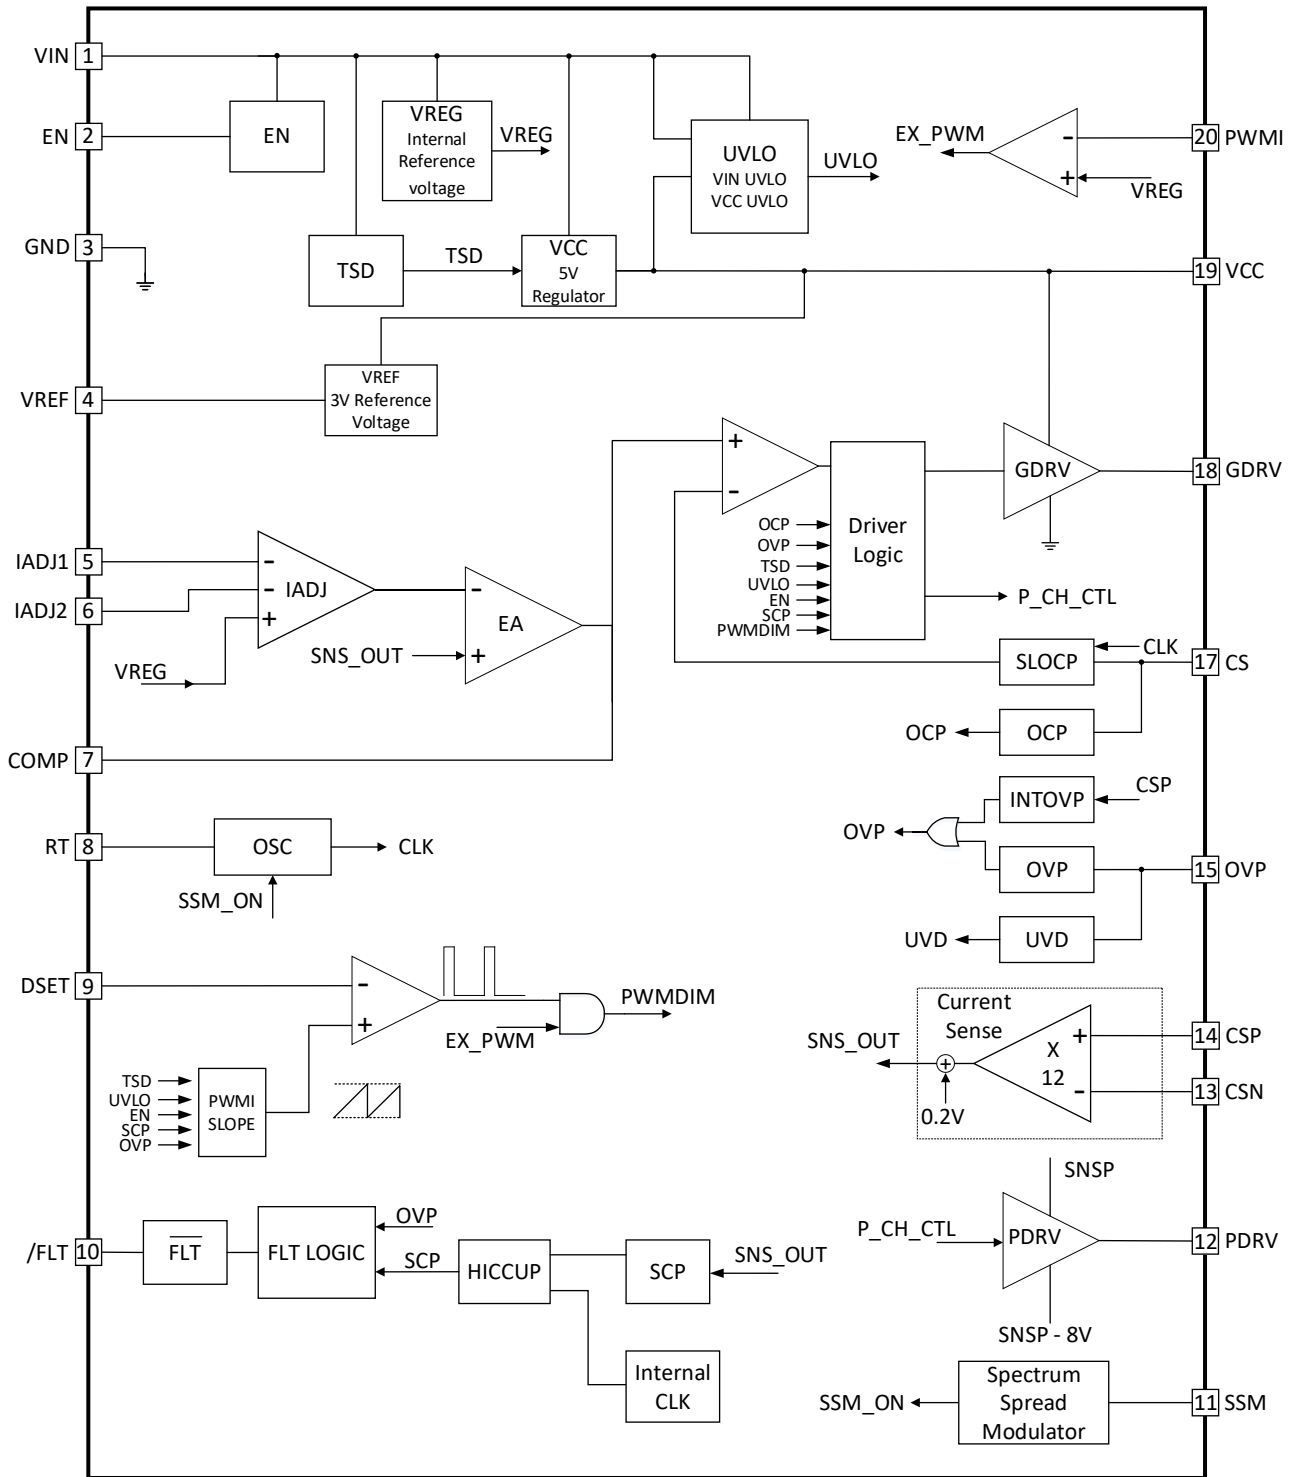 VIN 1
EN 2
EN
VREG
Internal
Reference
voltage
VREG
UVLO
VIN UVLO
VCC UVLO
UVLO
EX_PWM
-
+
20 PWMI
VREG
GND 3
TSD
TSD
VCC
5V
Regulator
19 VCC
VREF 4
VREF
3V Reference
Voltage
+
-
GDRV
18 GDRV
OCP
OVP
TSD
UVLO
EN
SCP
PWMDIM
Driver
Logic
P_CH_CTL
IADJ1 5
IADJ2 6
-
-
+
IADJ
VREG
-
+
EA
SNS_OUT
SLOCP
CLK
17 CS
OCP
OCP
COMP 7
INTOVP
CSP
OVP
OVP
15 OVP
UVD
UVD
RT 8
OSC
CLK
SSM_ON
DSET 9
-
+
EX_PWM
PWMDIM
TSD
UVLO
EN
SCP
OVP
PWMI
SLOPE
Current
Sense
SNS_OUT
+
0.2V
X
12
+
-
14 CSP
13 CSN
/FLT 10
FLT
FLT LOGIC
OVP
SCP
HICCUP
SCP
SNS_OUT
Internal
CLK
SNSP
P_CH_CTL
PDRV
12 PDRV
SNSP - 8V
SSM_ON
Spectrum
Spread
Modulator
11 SSM